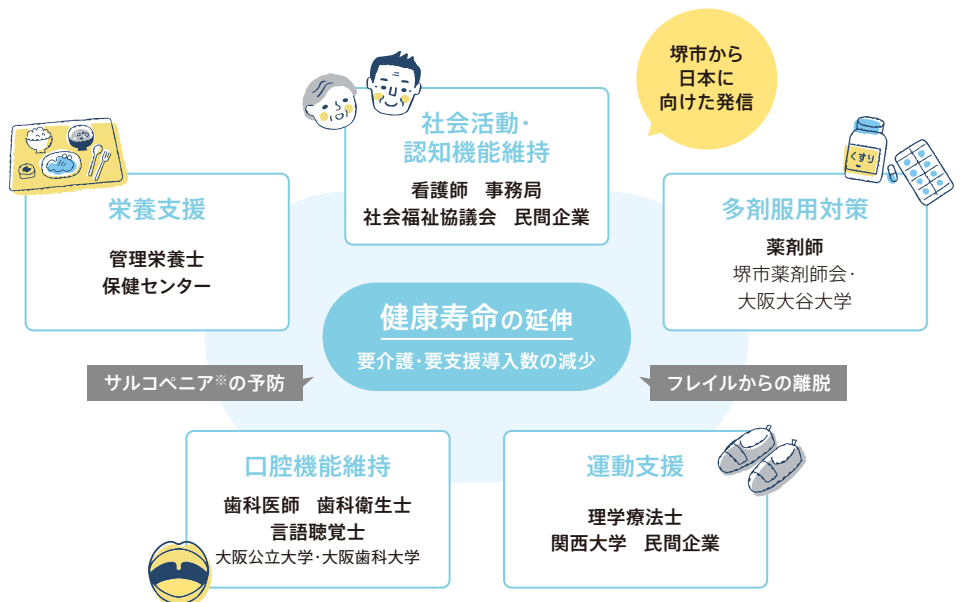 堺市から
日本に
向けた発信
社会活動・
認知機能維持
看護師　事務局
社会福祉協議会　民間企業
栄養支援
管理栄養士
保健センター
くすり
多剤服用対策
薬剤師
堺市薬剤師会・
大阪大谷大学
健康寿命の延伸
要介護・要支援導入数の減少
サルコペニア※の予防
フレイルからの離脱
口腔機能維持
歯科医師　歯科衛生士
言語聴覚士
大阪公立大学・大阪歯科大学
運動支援
理学療法士
関西大学　民間企業